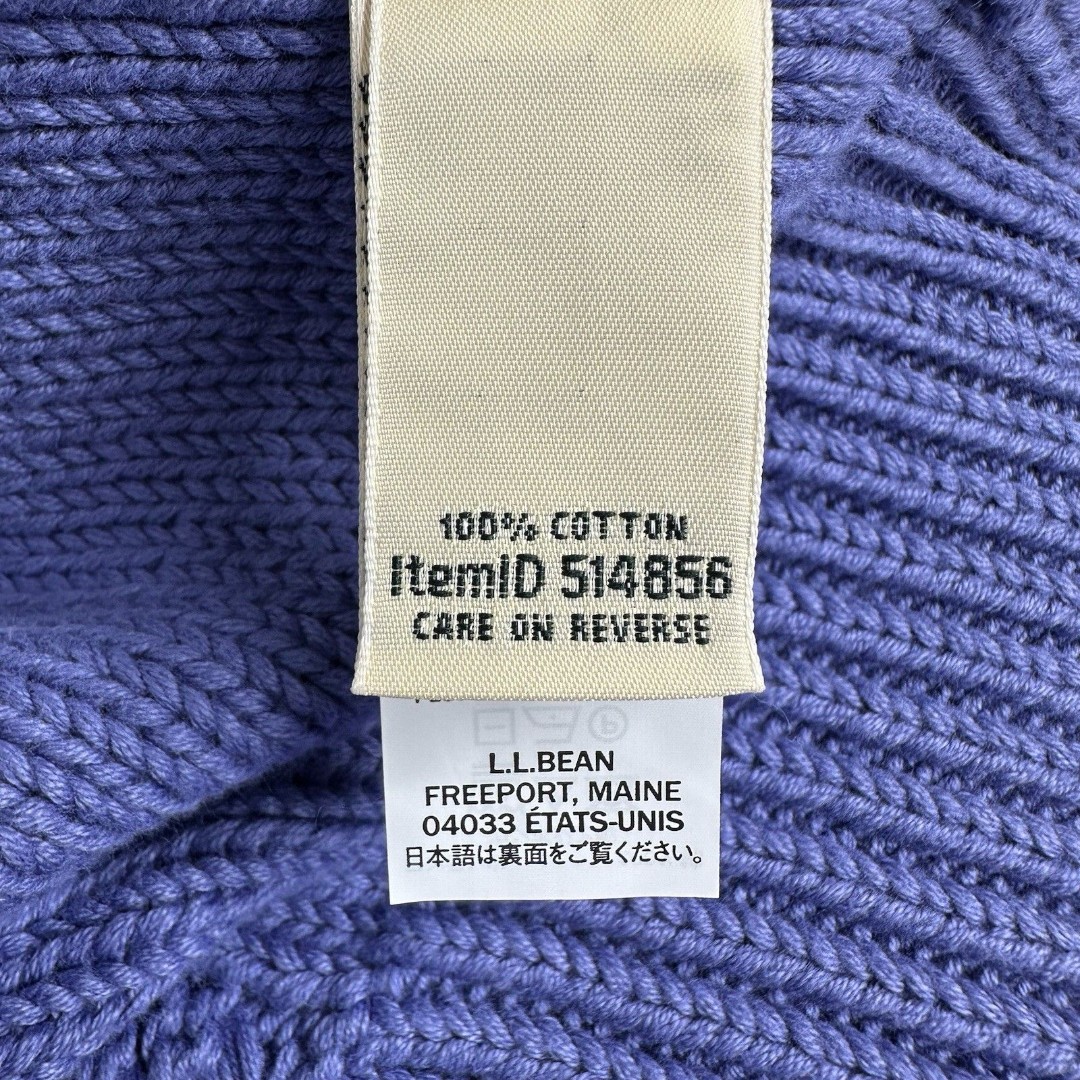 100% COTTON
ItemID 514856
CARE ON REVERSE
L.L.BEAN
FREEPORT, MAINE
04033 ÉTATS-UNIS
日本語は裏面をご覧ください。